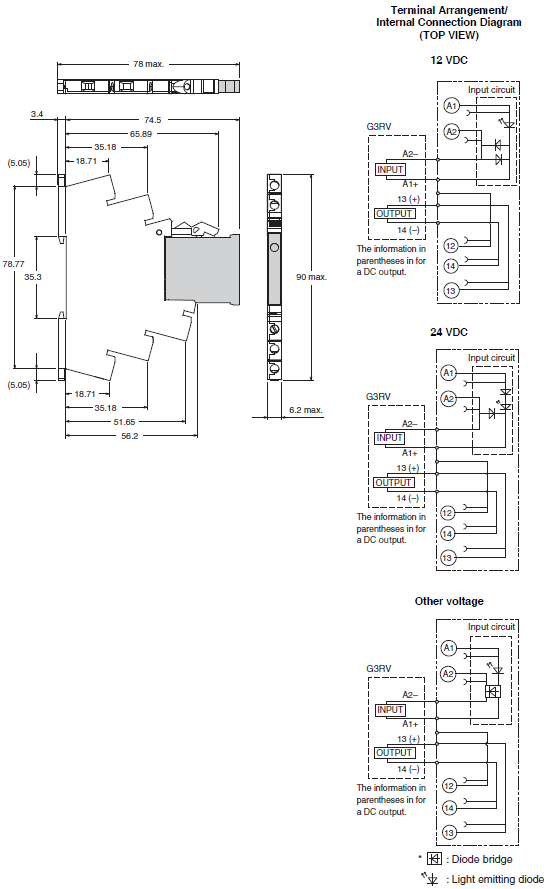 Terminal Arrangement/
Internal Connection Diagram
(TOP VIEW)
78 max.
3.4
74.5
65.89
35.18
18.71
(5.05)
78.77
35.3
(5.05)
18.71
35.18
51.65
56.2
90 max.
6.2 max.
12 VDC
Input circuit
A1
A2
G3RV
A2–
INPUT
A1+
13 (+)
OUTPUT
14 (–)
12
14
13
The information in
parentheses in for
a DC output.
24 VDC
Input circuit
A1
A2
G3RV
A2–
INPUT
A1+
13 (+)
OUTPUT
14 (–)
12
14
13
The information in
parentheses in for
a DC output.
Other voltage
Input circuit
A1
A2
G3RV
A2–
INPUT
A1+
13 (+)
OUTPUT
14 (–)
12
14
13
The information in
parentheses in for
a DC output.
* : Diode bridge
: Light emitting diode